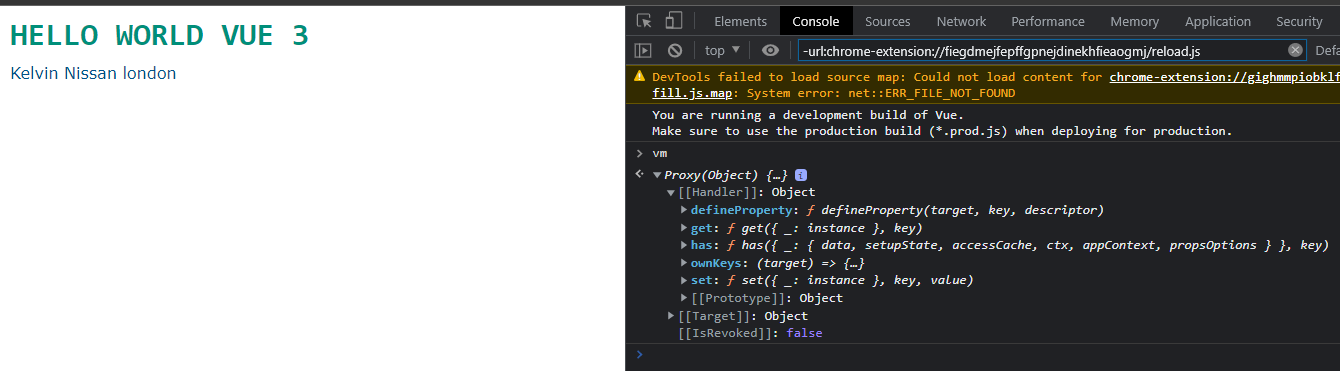 HELLO WORLD VUE 3
Kelvin Nissan london
Elements Console Sources Network Performance Memory Application Security
top ▼ -url:chrome-extension://fiegdmejfepffgpnejdinekhfieaogmj/reload.js Defa
DevTools failed to load source map: Could not load content for chrome-extension://gighmmpiobklf
fill.js.map: System error: net::ERR_FILE_NOT_FOUND
You are running a development build of Vue.
Make sure to use the production build (*.prod.js) when deploying for production.
> vm
▼Proxy(Object) {…} i
▼[[Handler]]: Object
▶defineProperty: ƒ defineProperty(target, key, descriptor)
▶get: ƒ get({ _: instance }, key)
▶has: ƒ has({ _: { data, setupState, accessCache, ctx, appContext, propsOptions } }, key)
▶ownKeys: (target) => {…}
▶set: ƒ set({ _: instance }, key, value)
▶[[Prototype]]: Object
▶[[Target]]: Object
[[IsRevoked]]: false
>